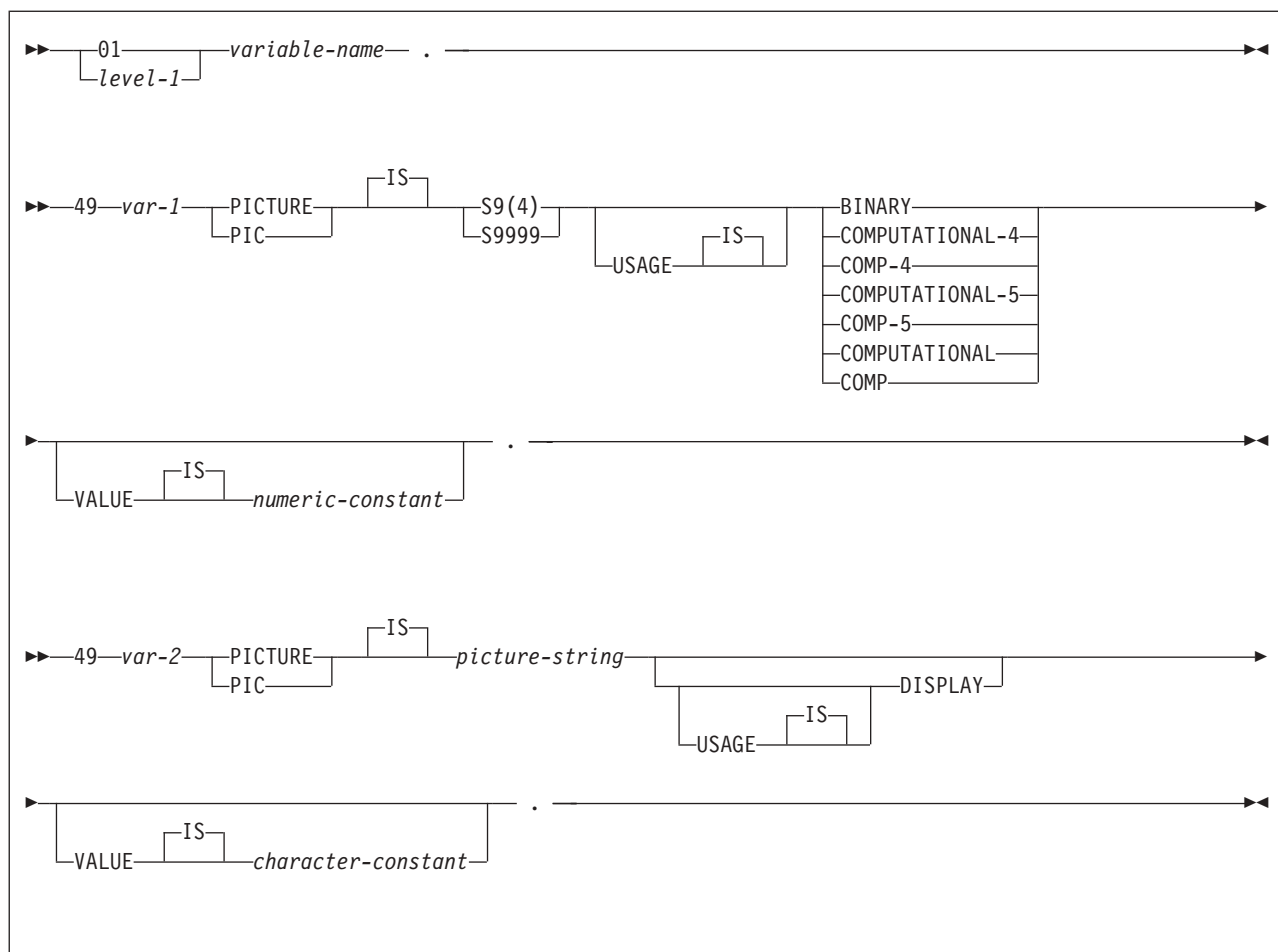 01 variable-name .
level-1
IS
49 var-1 PICTURE S9(4) BINARY
PIC S9999 IS COMPUTATIONAL-4
USAGE COMP-4
COMPUTATIONAL-5
COMP-5
COMPUTATIONAL
COMP
.
IS
VALUE numeric-constant
IS
49 var-2 PICTURE picture-string
PIC DISPLAY
IS
USAGE
.
IS
VALUE character-constant